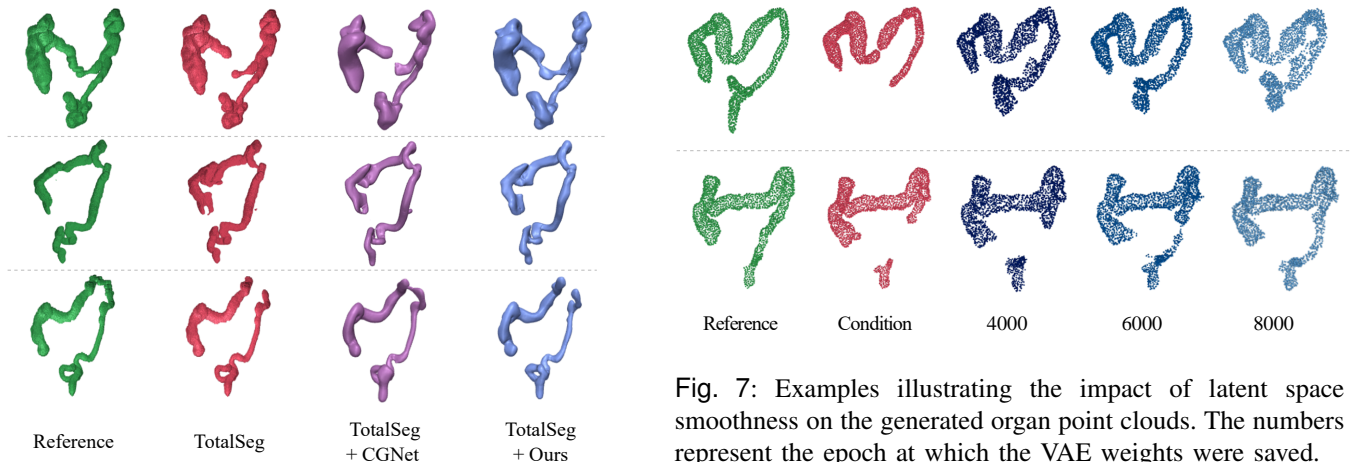 Reference
TotalSeg
TotalSeg
+ CGNet
TotalSeg
+ Ours
Reference
Condition
4000
6000
8000
Fig. 7: Examples illustrating the impact of latent space
smoothness on the generated organ point clouds. The numbers
represent the epoch at which the VAE weights were saved.